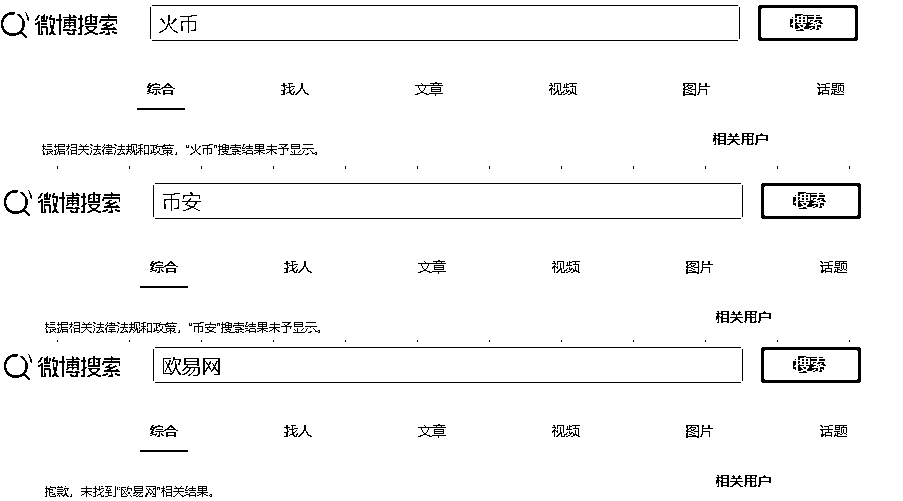 微博搜索 火币 搜索
综合 找人 文章 视频 图片 话题
相关用户
根据相关法律法规和政策，“火币”搜索结果未予显示。
微博搜索 币安 搜索
综合 找人 文章 视频 图片 话题
相关用户
根据相关法律法规和政策，“币安”搜索结果未予显示。
微博搜索 欧易网 搜索
综合 找人 文章 视频 图片 话题
相关用户
抱歉，未找到“欧易网”相关结果。